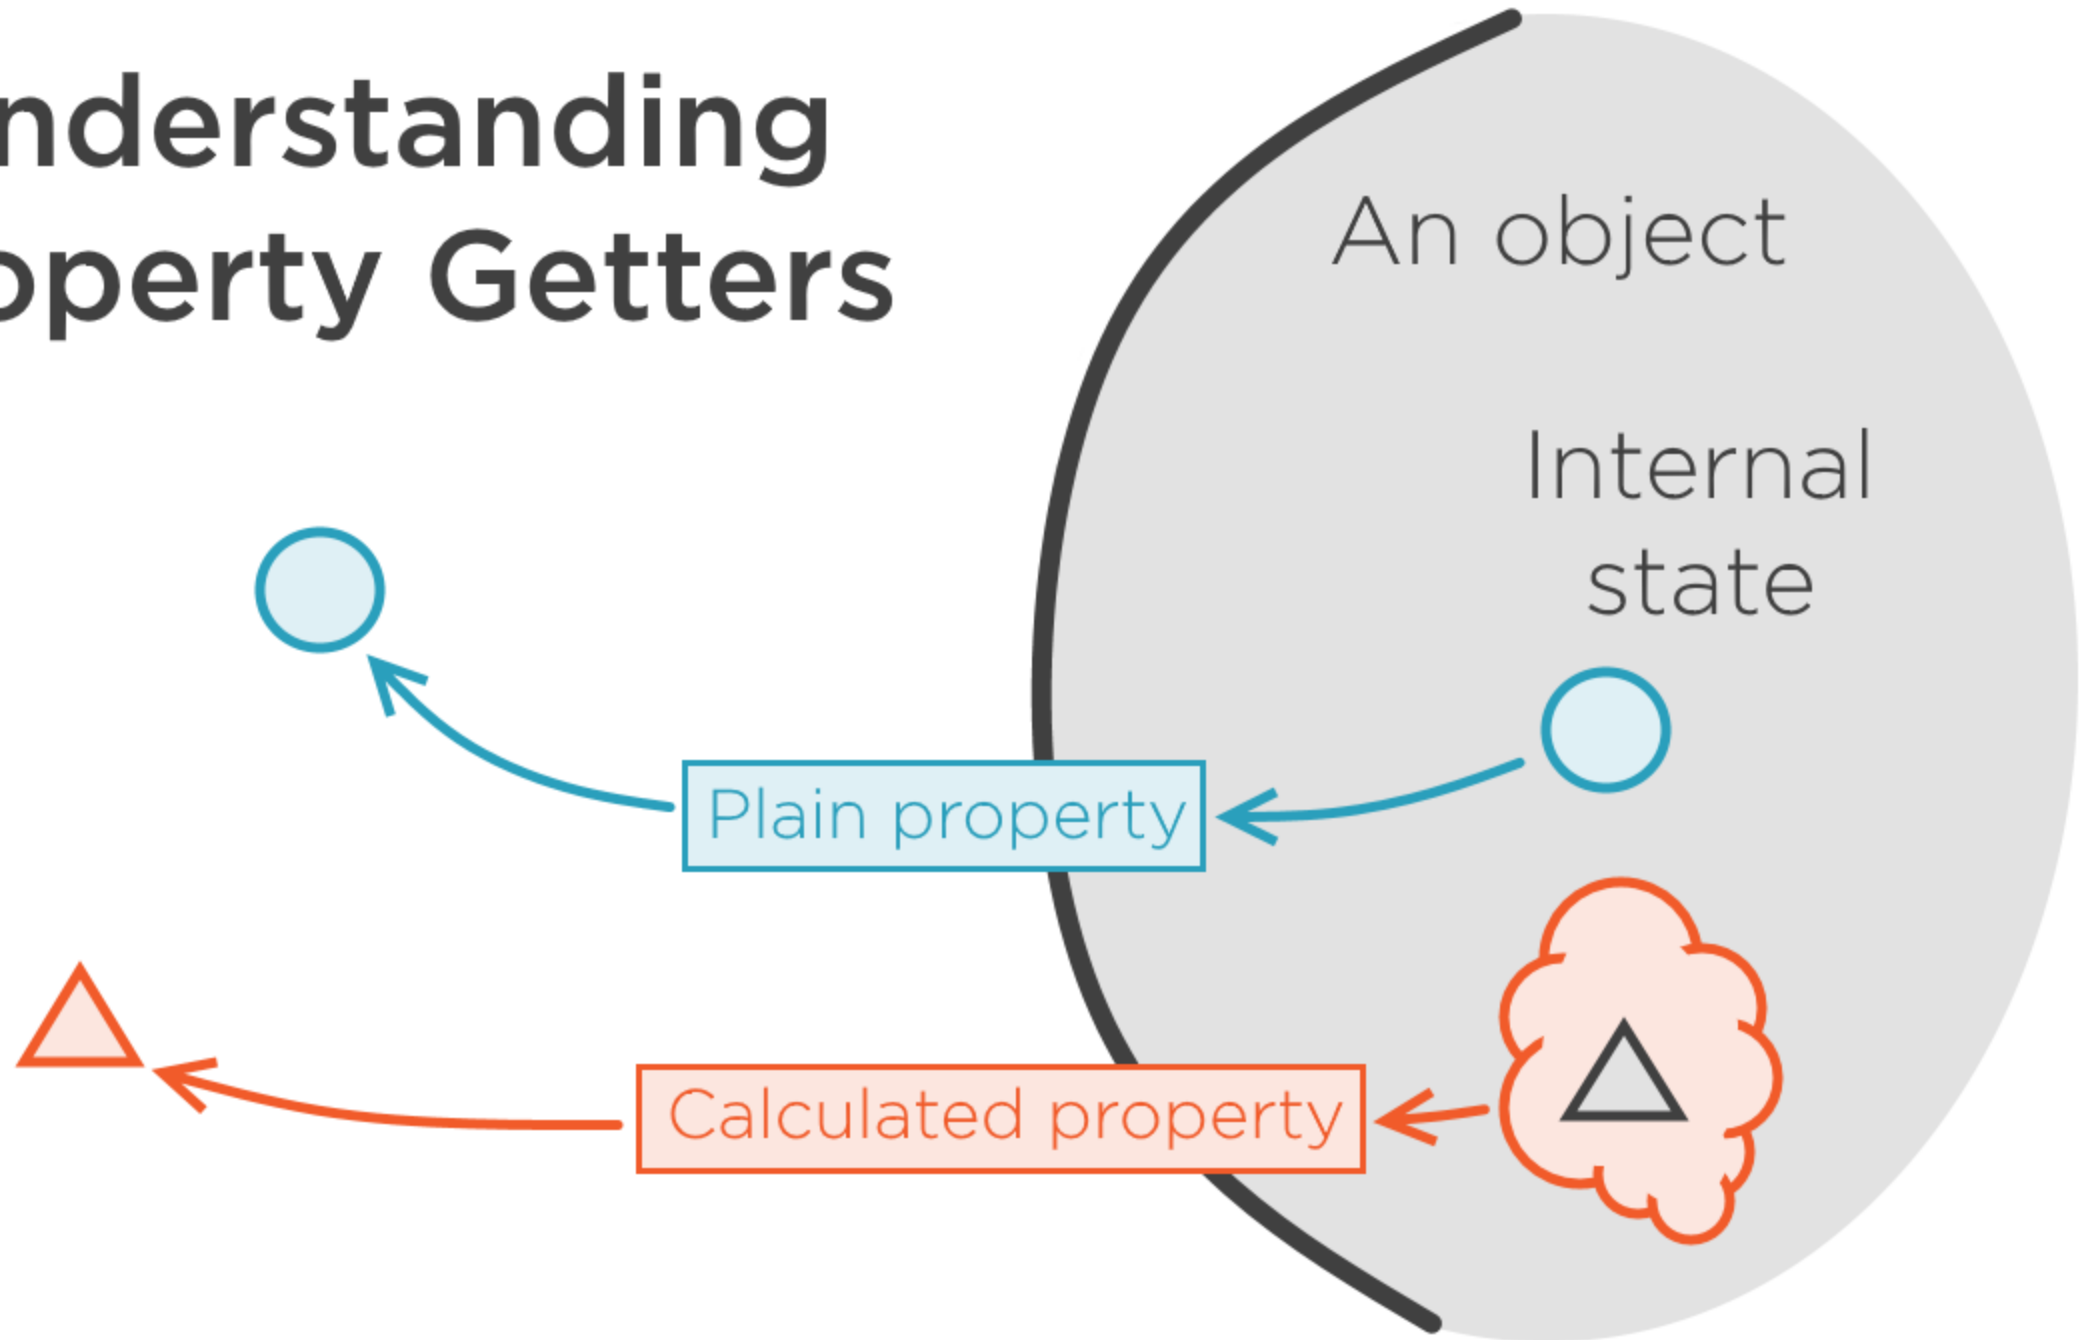 nderstanding
operty Getters
An object
Internal
state
Plain property
Calculated property